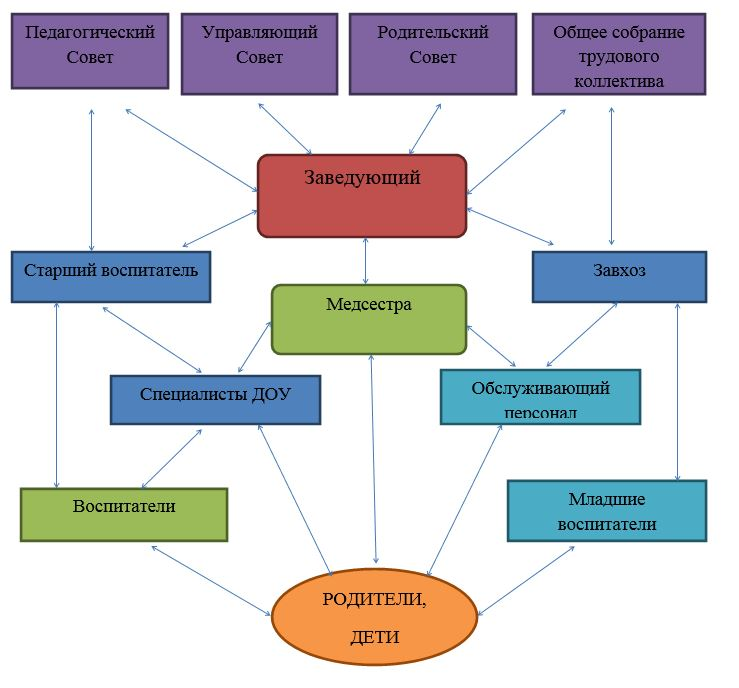 Педагогический
Совет
Управляющий
Совет
Родительский
Совет
Общее собрание
трудового
коллектива
Заведующий
Старший воспитатель
Завхоз
Медсестра
Специалисты ДОУ
Обслуживающий
персонал
Воспитатели
Младшие
воспитатели
РОДИТЕЛИ,
ДЕТИ